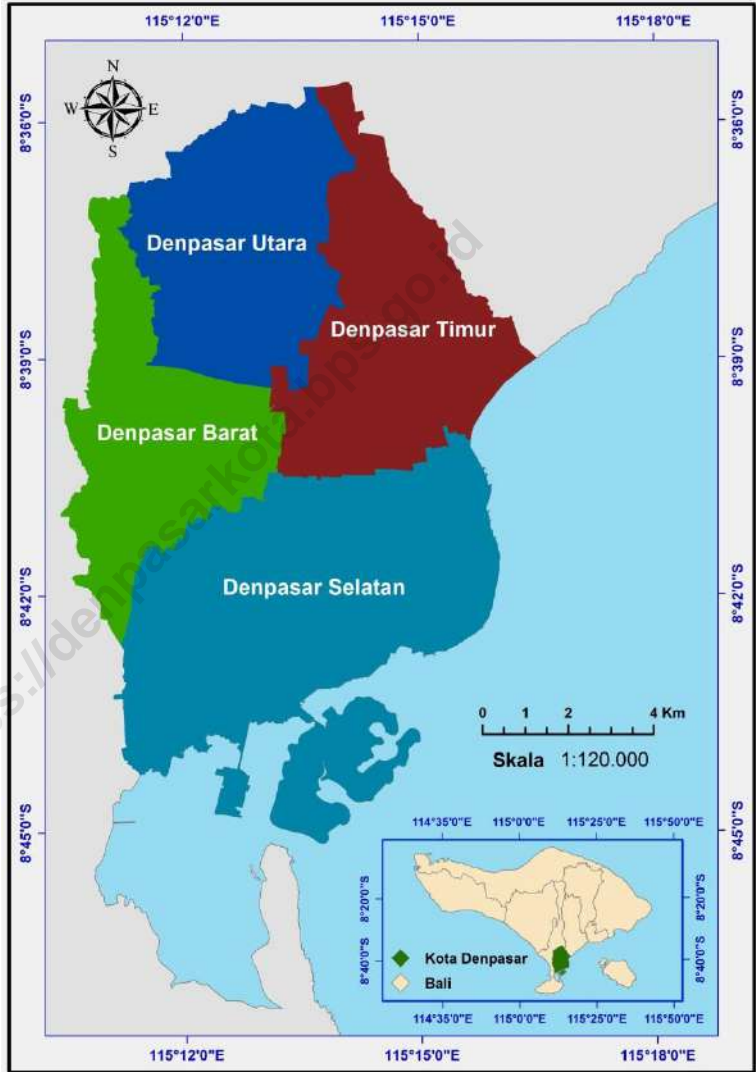 115°12'0"E 115°15'0"E 115°18'0"E
N
W E
S
8°36'0"S 8°36'0"S
Denpasar Utara
Denpasar Timur
8°39'0"S 8°39'0"S
Denpasar Barat
Denpasar Selatan
8°42'0"S 8°42'0"S
0 1 2 4 Km
Skala 1:120.000
8°45'0"S 8°45'0"S
114°35'0"E 115°0'0"E 115°25'0"E 115°50'0"E
8°20'0"S 8°20'0"S
8°40'0"S 8°40'0"S
Kota Denpasar
Bali
114°35'0"E 115°0'0"E 115°25'0"E 115°50'0"E
115°12'0"E 115°15'0"E 115°18'0"E
s://denpasarkota.bps.go.id